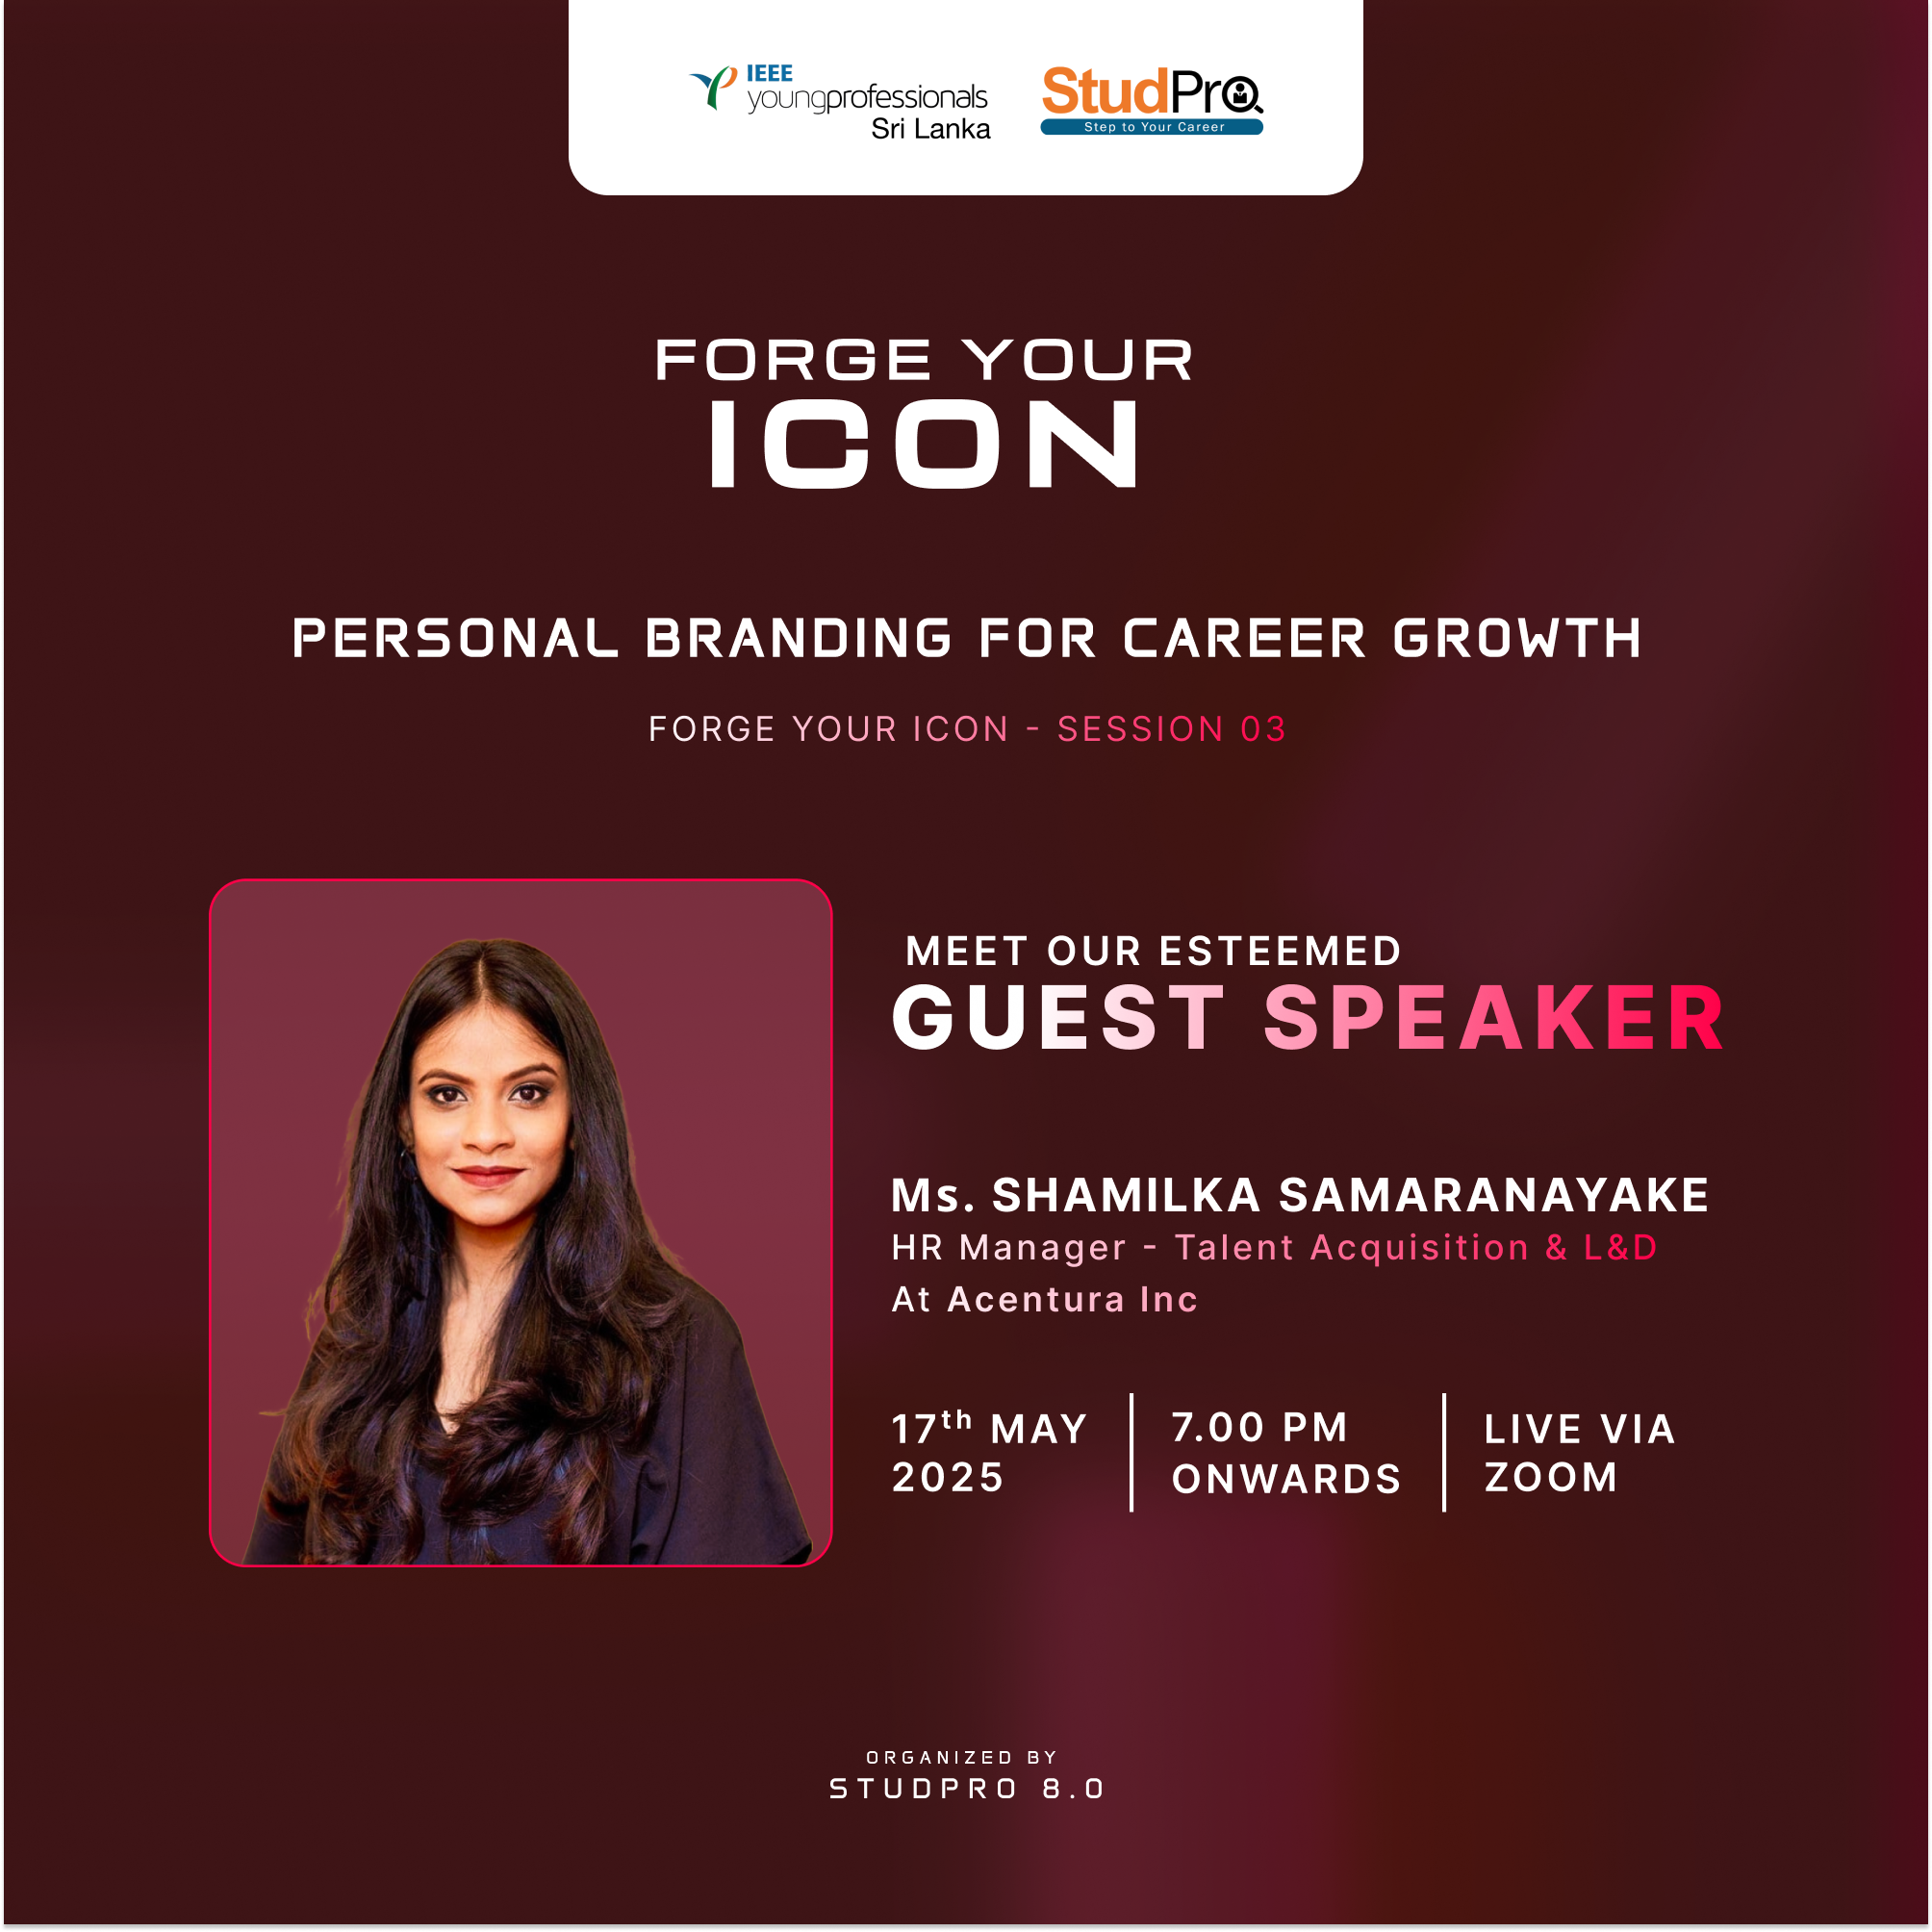 IEEE
youngprofessionals
Sri Lanka
StudPro
Step to Your Career
FORGE YOUR
ICON
PERSONAL BRANDING FOR CAREER GROWTH
FORGE YOUR ICON - SESSION 03
MEET OUR ESTEEMED
GUEST SPEAKER
Ms. SHAMILKA SAMARANAYAKE
HR Manager - Talent Acquisition & L&D
At Acentura Inc
17th MAY
2025
7.00 PM
ONWARDS
LIVE VIA
ZOOM
ORGANIZED BY
STUDPRO 8.0